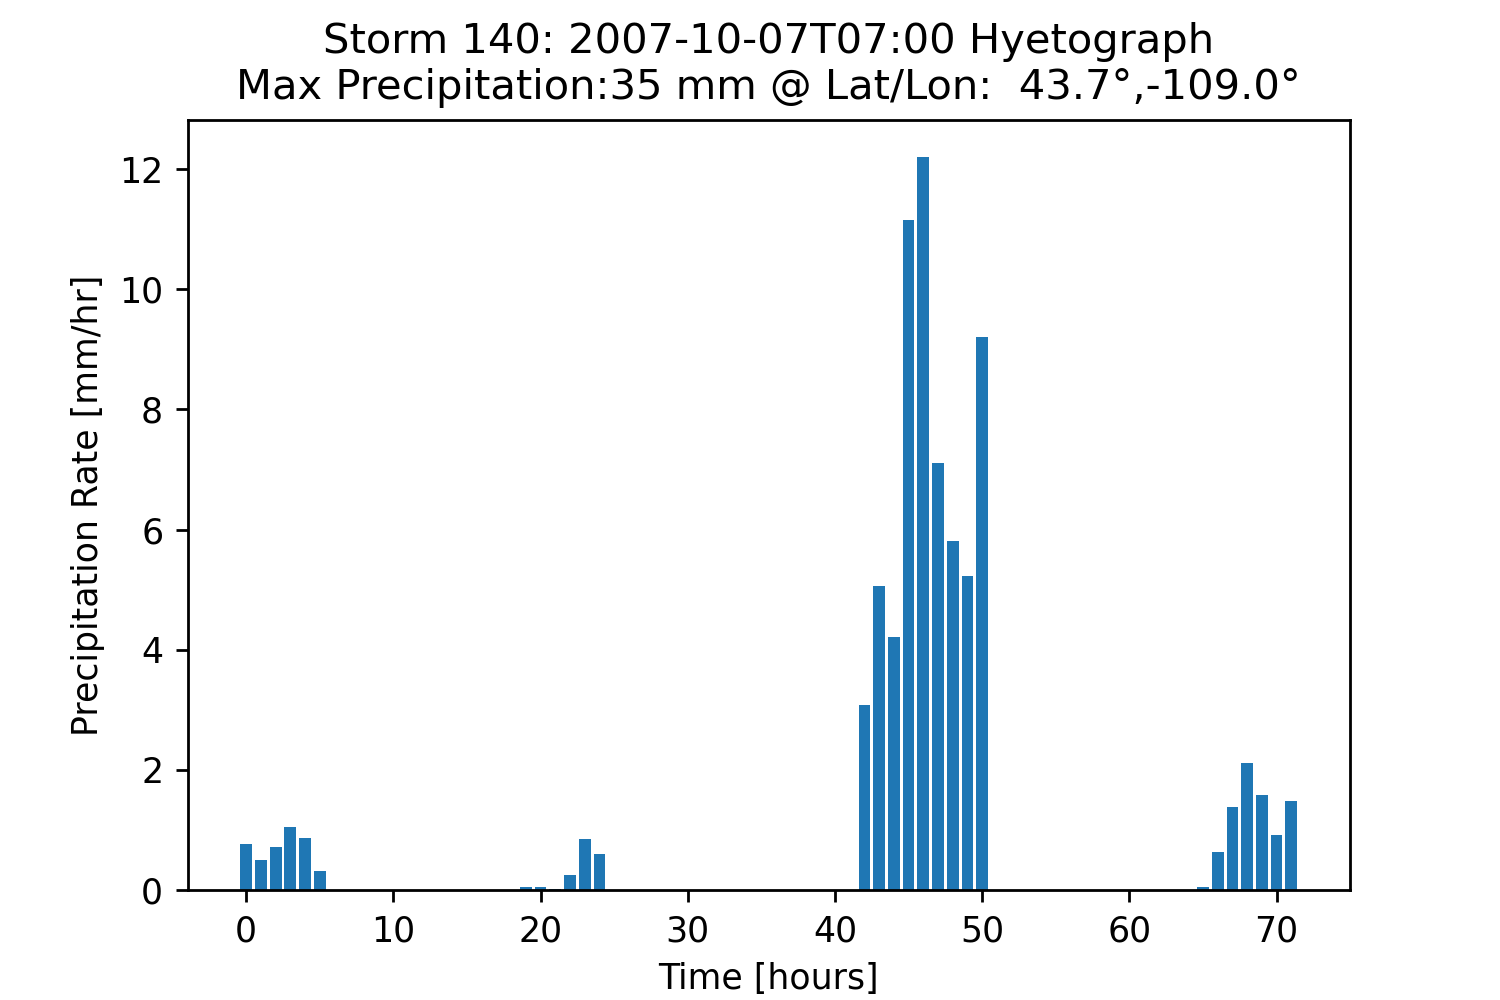 Storm 140: 2007-10-07T07:00 Hyetograph
Max Precipitation:35 mm @ Lat/Lon:  43.7°,-109.0°
Precipitation Rate [mm/hr]
12
10
8
6
4
2
0
0 10 20 30 40 50 60 70
Time [hours]